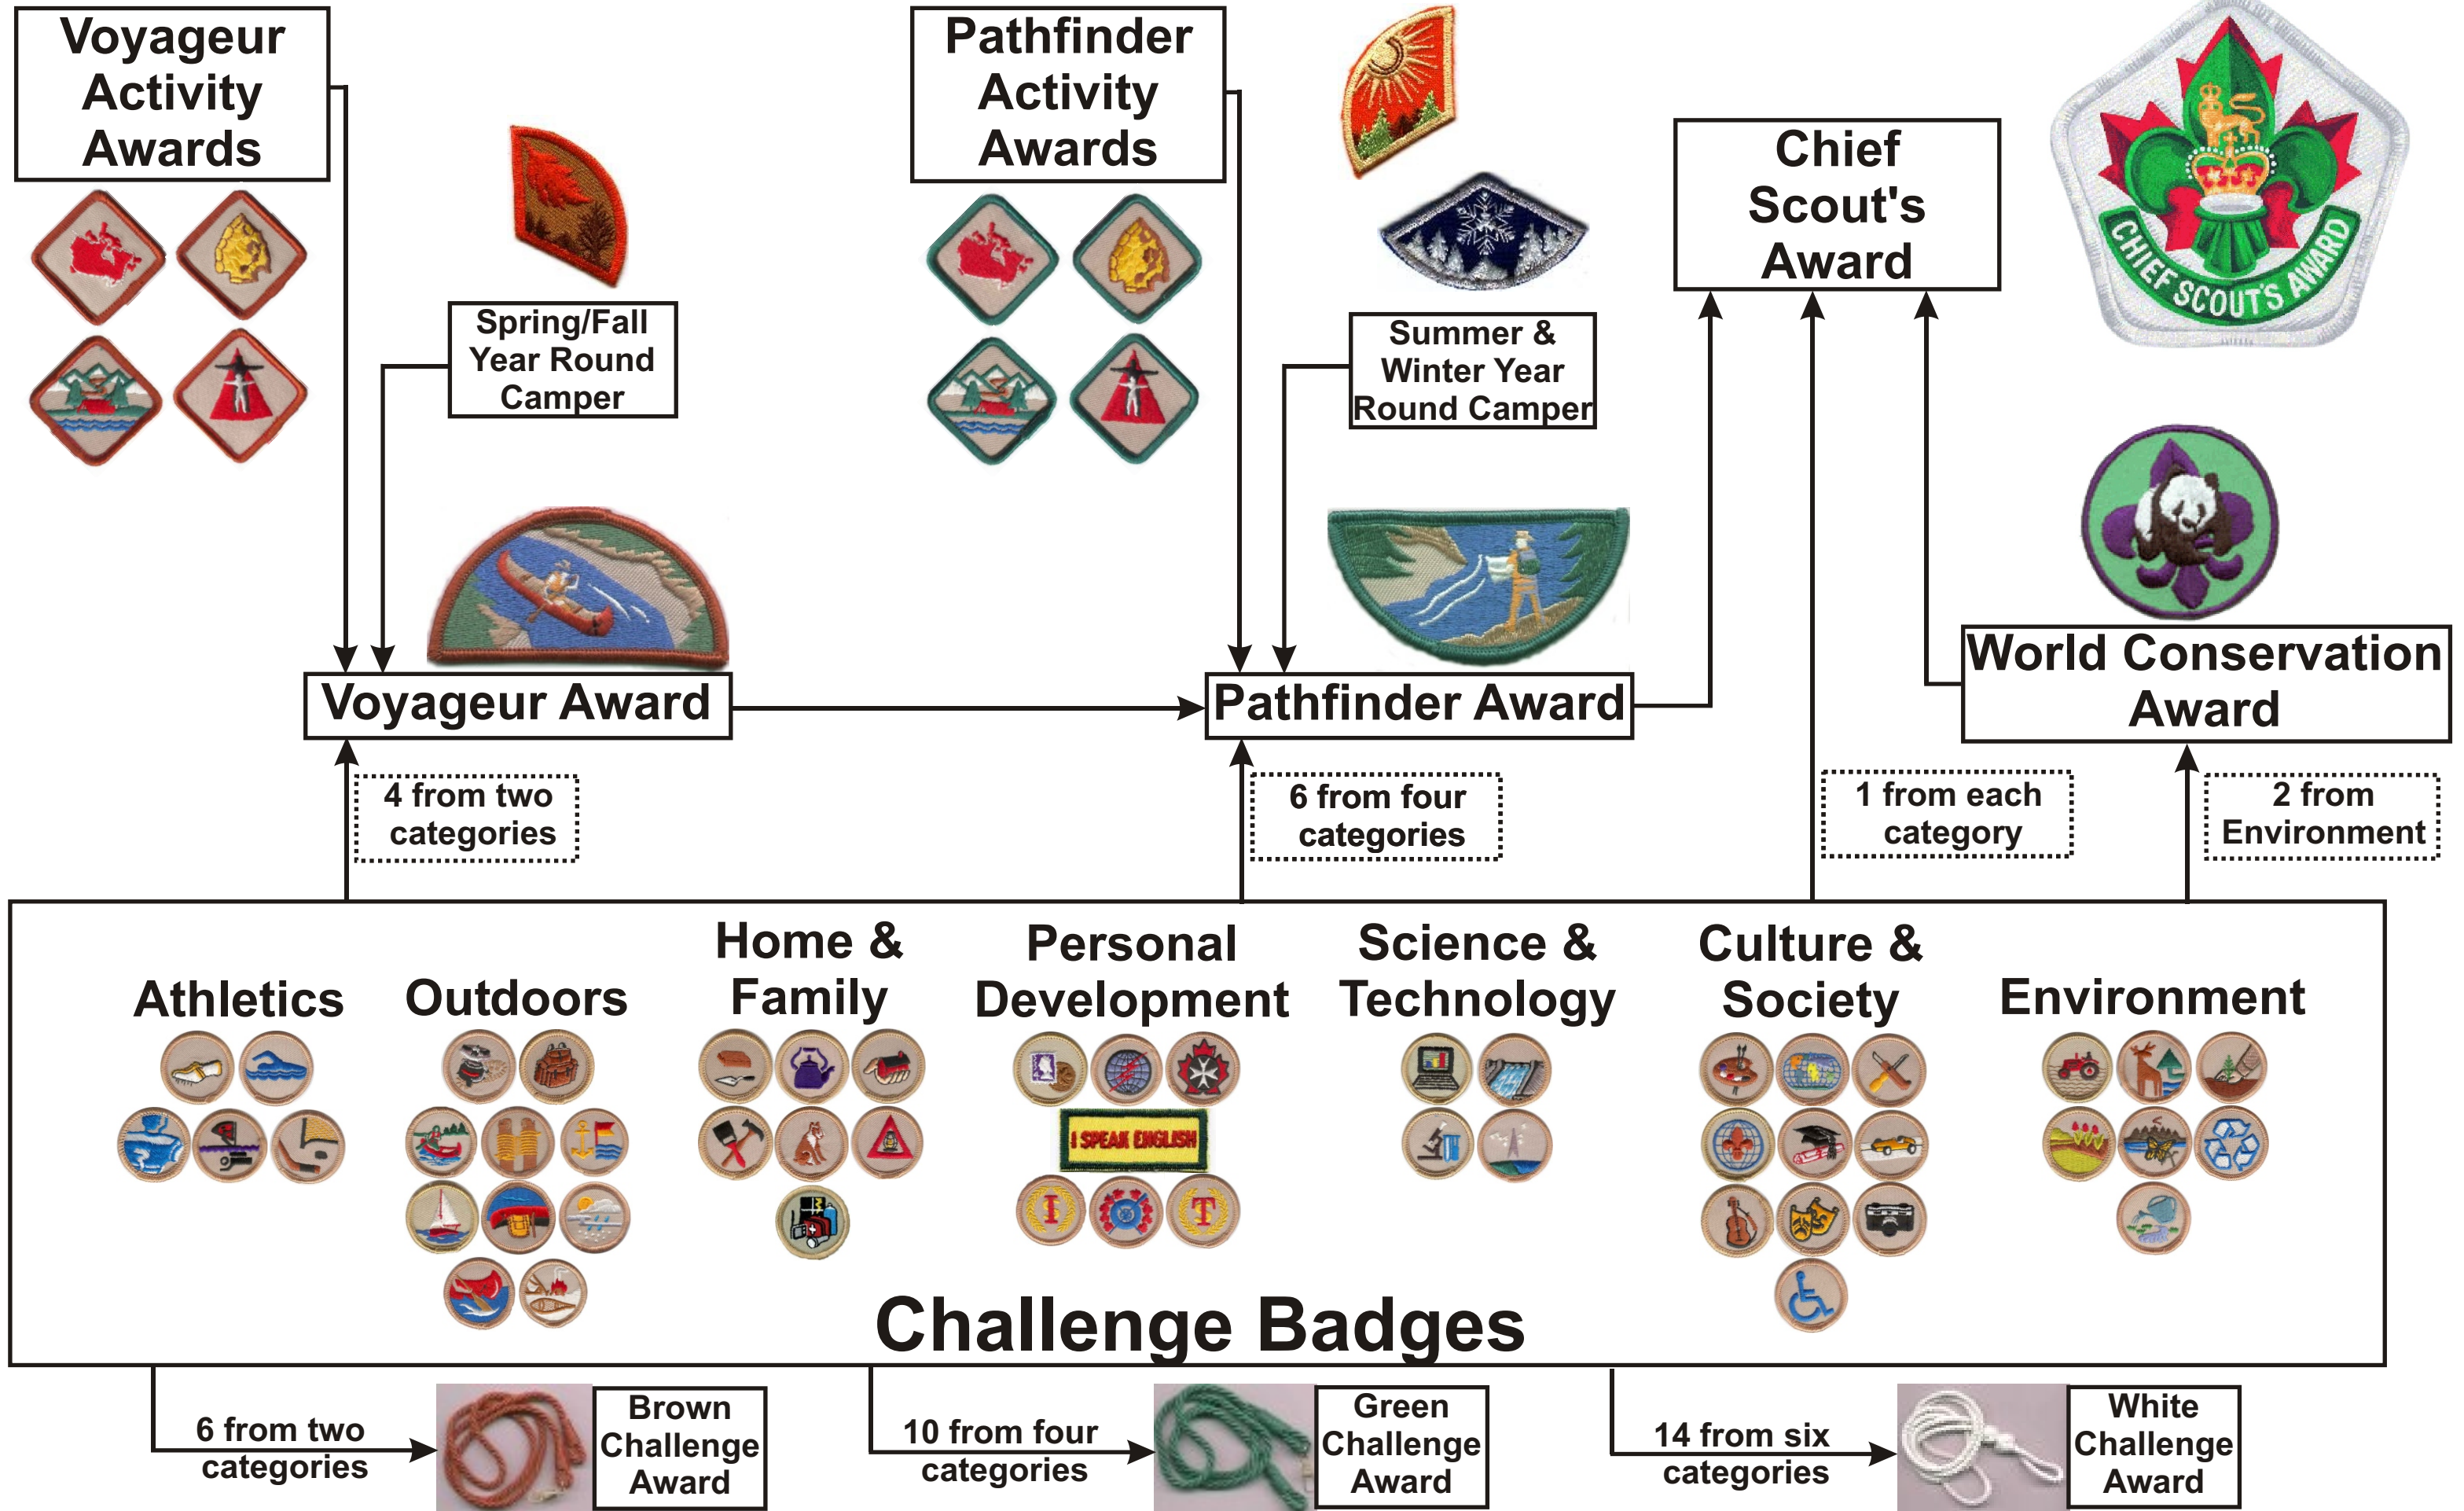 Voyageur
Activity
Awards
Pathfinder
Activity
Awards
Chief
Scout's
Award
CHIEF SCOUT'S AWARD
Spring/Fall
Year Round
Camper
Summer &
Winter Year
Round Camper
World Conservation
Award
Voyageur Award
Pathfinder Award
4 from two
categories
6 from four
categories
1 from each
category
2 from
Environment
Athletics
Outdoors
Home &
Family
Personal
Development
Science &
Technology
Culture &
Society
Environment
I SPEAK ENGLISH
I
T
Challenge Badges
6 from two
categories
Brown
Challenge
Award
10 from four
categories
Green
Challenge
Award
14 from six
categories
White
Challenge
Award